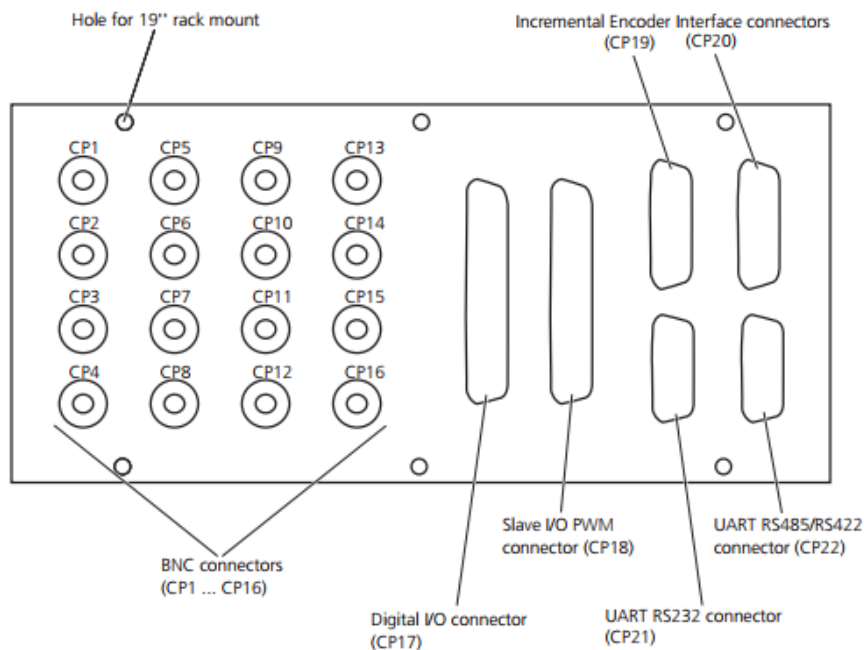 Hole for 19'' rack mount
Incremental Encoder Interface connectors
(CP19) (CP20)
CP1 CP5 CP9 CP13
CP2 CP6 CP10 CP14
CP3 CP7 CP11 CP15
CP4 CP8 CP12 CP16
BNC connectors
(CP1 ... CP16)
Digital I/O connector
(CP17)
Slave I/O PWM
connector (CP18)
UART RS232 connector
(CP21)
UART RS485/RS422
connector (CP22)